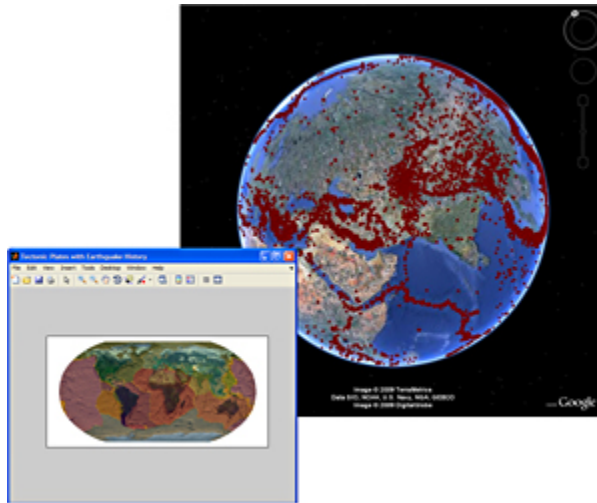 Tectonic Plates with Earthquake History
File Edit View Insert Tools Desktop Window Help
Image © 2009 TerraMetrics
Data SIO, NOAA, U.S. Navy, NGA, GEBCO
Image © 2009 DigitalGlobe
Google